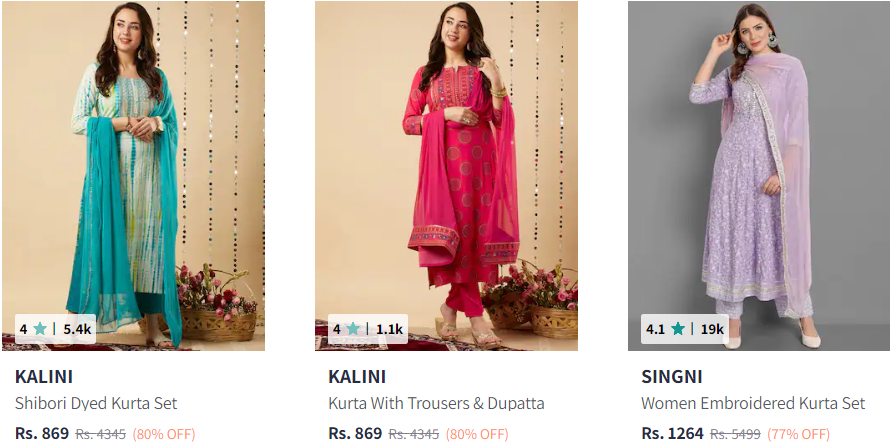 4 ★ | 5.4k
KALINI
Shibori Dyed Kurta Set
Rs. 869 Rs. 4345 (80% OFF)
4 ★ | 1.1k
KALINI
Kurta With Trousers & Dupatta
Rs. 869 Rs. 4345 (80% OFF)
4.1 ★ | 19k
SINGNI
Women Embroidered Kurta Set
Rs. 1264 Rs. 5499 (77% OFF)